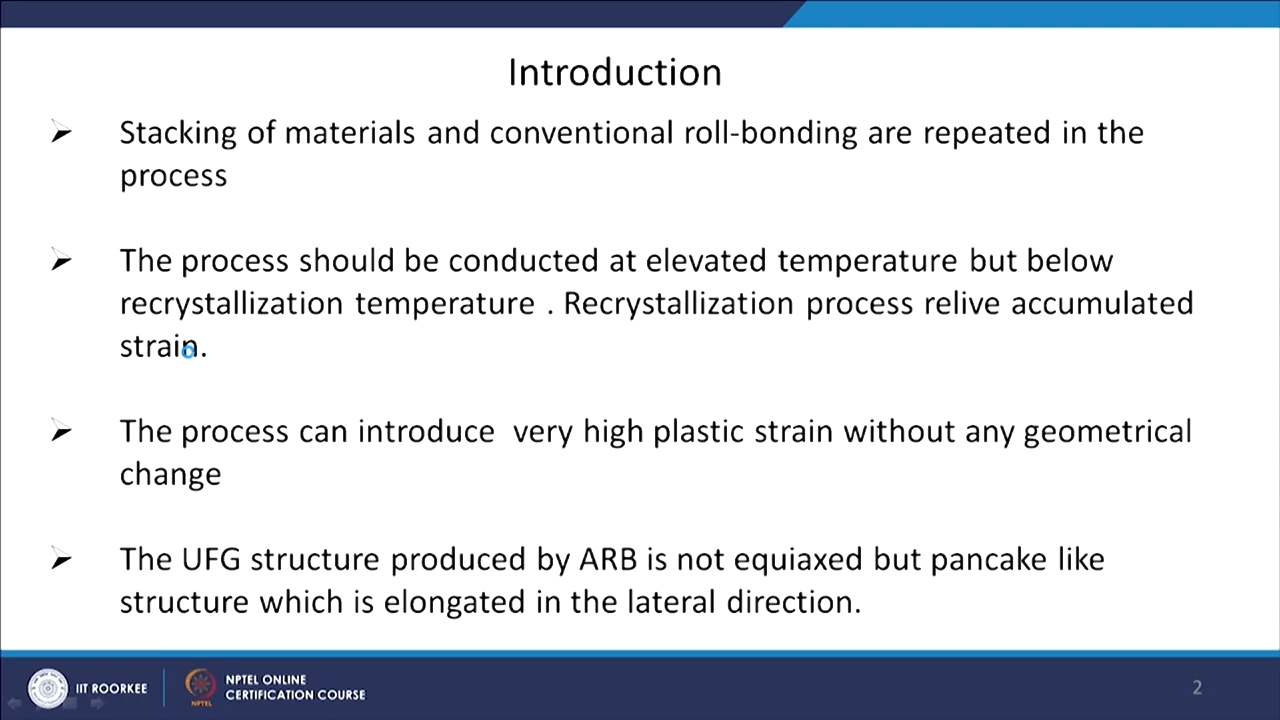 Introduction
Stacking of materials and conventional roll-bonding are repeated in the
process
The process should be conducted at elevated temperature but below
recrystallization temperature . Recrystallization process relive accumulated
strain.
The process can introduce very high plastic strain without any geometrical
change
The UFG structure produced by ARB is not equiaxed but pancake like
structure which is elongated in the lateral direction.
IIT ROORKEE
NPTEL ONLINE
CERTIFICATION COURSE
NPTEL
2